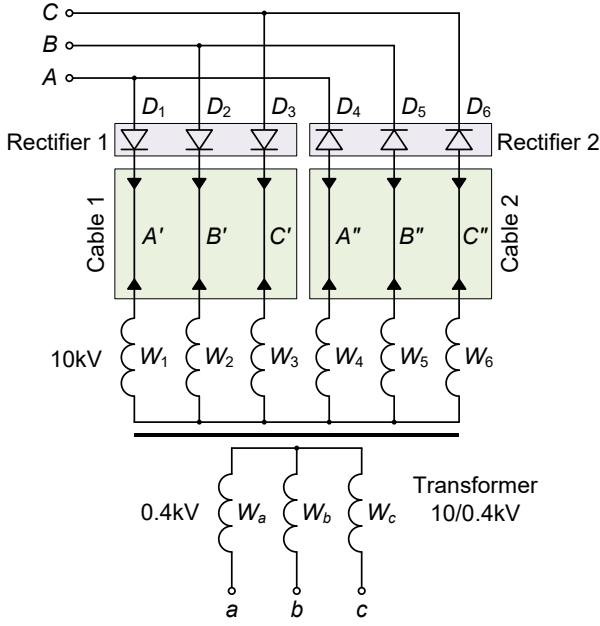 C
B
A
D1 D2 D3 D4 D5 D6
Rectifier 1
Rectifier 2
Cable 1
A' B' C' A" B" C"
Cable 2
10kV
W1 W2 W3 W4 W5 W6
0.4kV
Wa Wb Wc
Transformer
10/0.4kV
a b c